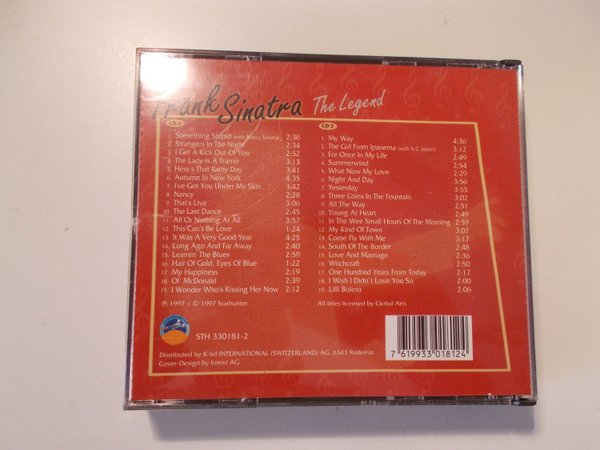 Frank Sinatra The Legend
CD 1
1. Something Stupid (with Nancy Sinatra) 2:36
2. Strangers In The Night 2:34
3. I Get A Kick Out Of You 2:52
4. The Lady Is A Tramp 3:13
5. Here's That Rainy Day 3:41
6. Autumn In New York 4:35
7. I've Got You Under My Skin 3:42
8. Nancy 2:28
9. That's Live 3:06
10. The Last Dance 2:45
11. All Or Nothing At All 3:57
12. This Can't Be Love 1:24
13. It Was A Very Good Year 4:25
14. Long Ago And Far Away 2:40
15. Learnin' The Blues 2:59
16. Hair Of Gold, Eyes Of Blue 1:22
17. My Happiness 2:19
18. Ol' McDonald 2:39
19. I Wonder Who's Kissing Her Now 2:12
CD 2
1. My Way 4:36
2. The Girl From Ipanema (with A.C. Jobim) 3:12
3. For Once In My Life 2:49
4. Summerwind 2:54
5. What Now My Love 2:29
6. Night And Day 3:56
7. Yesterday 3:55
8. Three Coins In The Fountain 3:02
9. All The Way 2:51
10. Young At Heart 2:49
11. In The Wee Small Hours Of The Morning 2:59
12. My Kind Of Town 3:07
13. Come Fly With Me 3:17
14. South Of The Border 2:48
15. Love And Marriage 2:36
16. Witchcraft 2:50
17. One Hundred Years From Today 2:17
18. I Wish I Didn't Love You So 2:00
19. Lilli Bolero 2:06
℗ 1997 + © 1997 Starhunter
All titles licensed by Global Arts
STH 330181-2
7 619933 018124
Distributed by K-tel INTERNATIONAL (SWITZERLAND) AG, 6343 Rotkreuz
Cover-Design by Intext AG